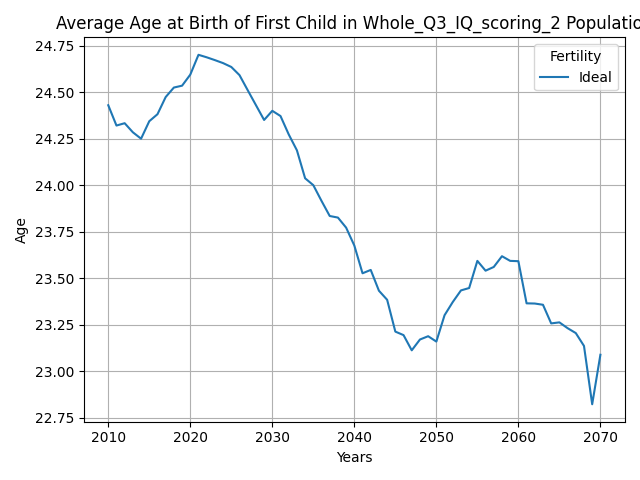 Average Age at Birth of First Child in Whole_Q3_IQ_scoring_2 Populatio
Fertility
Ideal
24.75
24.50
24.25
24.00
23.75
23.50
23.25
23.00
22.75
Age
2010 2020 2030 2040 2050 2060 2070
Years